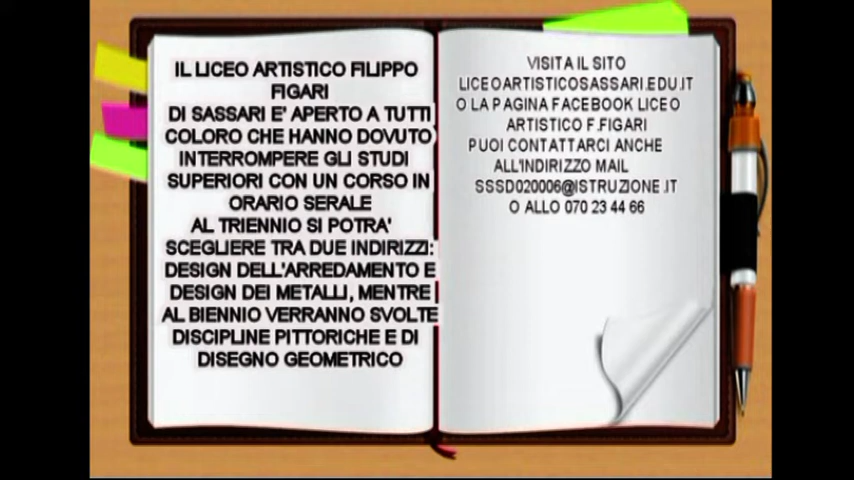 IL LICEO ARTISTICO FILIPPO
FIGARI
DI SASSARI E' APERTO A TUTTI
COLORO CHE HANNO DOVUTO
INTERROMPERE GLI STUDI
SUPERIORI CON UN CORSO IN
ORARIO SERALE
AL TRIENNIO SI POTRA'
SCEGLIERE TRA DUE INDIRIZZI:
DESIGN DELL'ARREDAMENTO E
DESIGN DEI METALLI, MENTRE
AL BIENNIO VERRANNO SVOLTE
DISCIPLINE PITTORICHE E DI
DISEGNO GEOMETRICO
VISITA IL SITO
LICEOARTISTICOSASSARI.EDU.IT
O LA PAGINA FACEBOOK LICEO
ARTISTICO F.FIGARI
PUOI CONTATTARCI ANCHE
ALL'INDIRIZZO MAIL
SSSD020006@ISTRUZIONE.IT
O ALLO 070 23 44 66